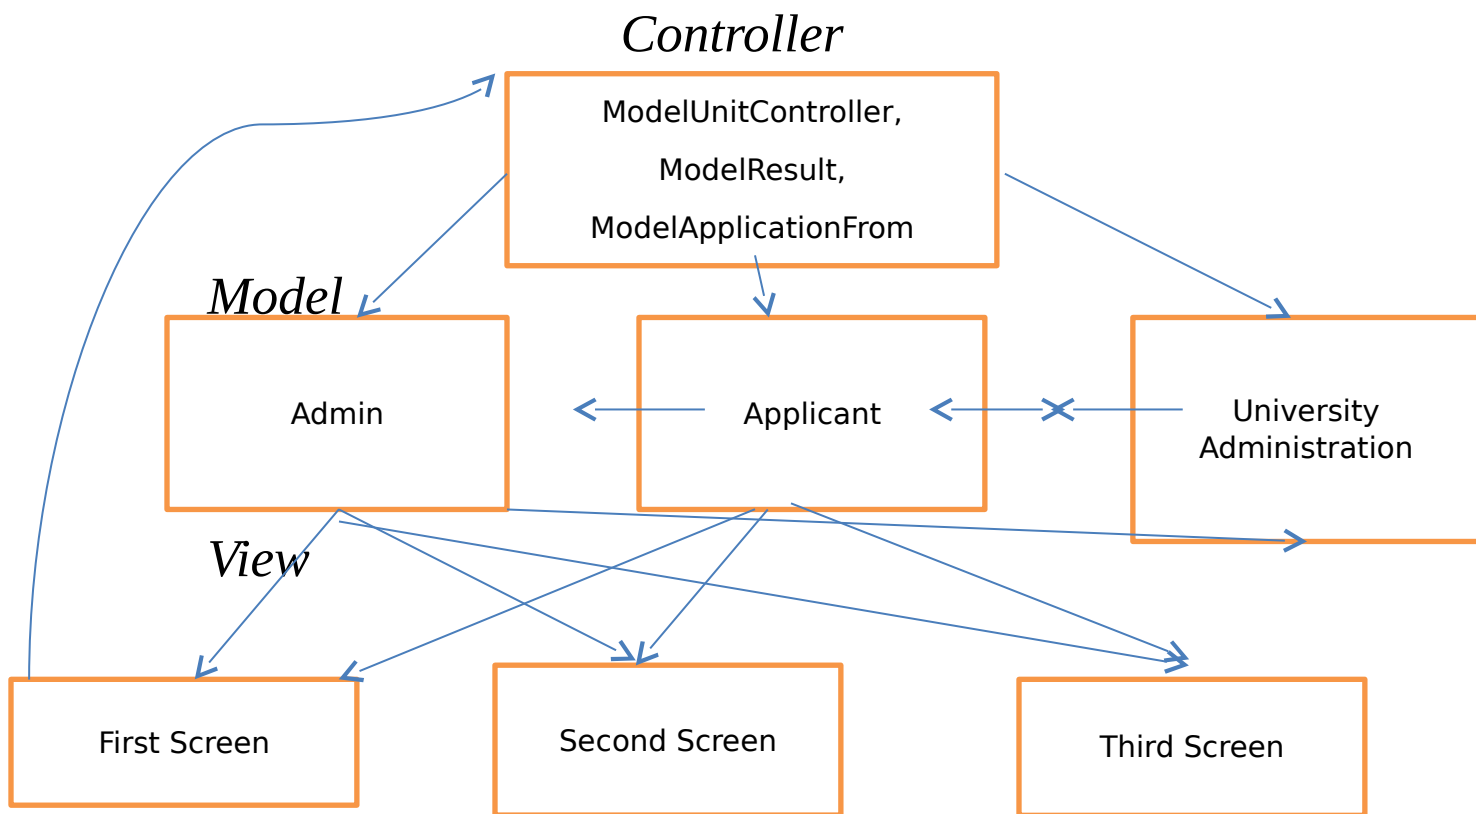 Controller
ModelUnitController,
ModelResult,
ModelApplicationFrom
Model
Admin
Applicant
University
Administration
View
First Screen
Second Screen
Third Screen